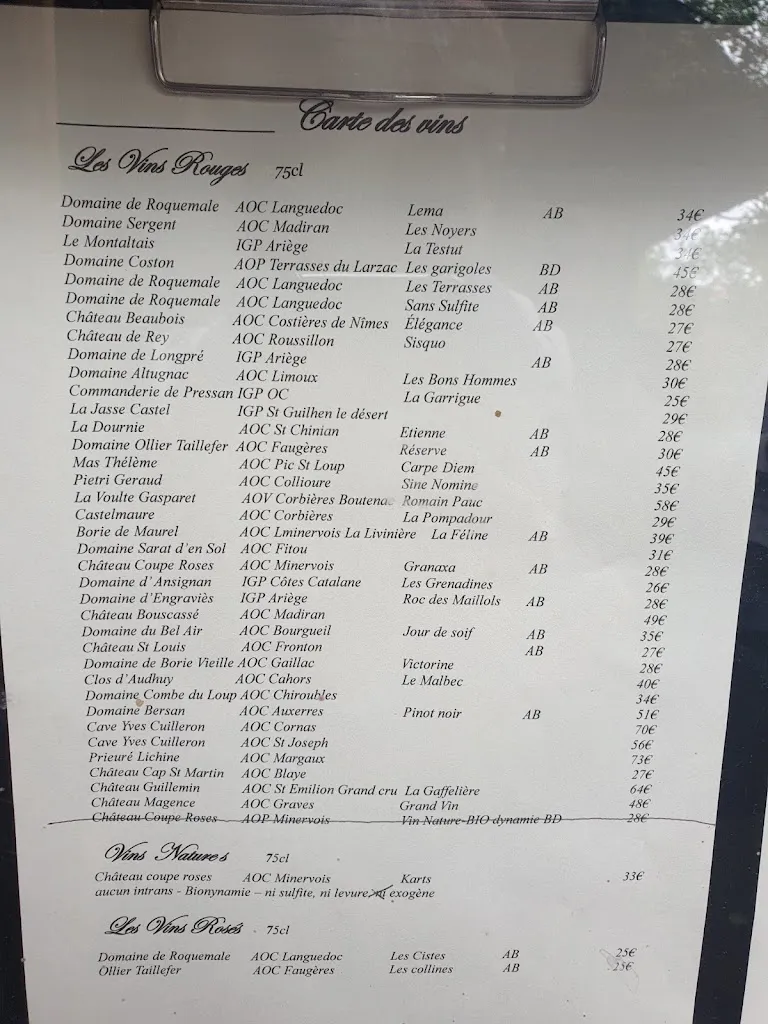 Carte des vins
Les Vins Rouges 75cl
Domaine de Roquemale AOC Languedoc Lema AB 34€
Domaine Sergent AOC Madiran Les Noyers 34€
Le Montaltais IGP Ariège La Testut 34€
Domaine Coston AOP Terrasses du Larzac Les garigoles BD 45€
Domaine de Roquemale AOC Languedoc Les Terrasses AB 28€
Domaine de Roquemale AOC Languedoc Sans Sulfite AB 28€
Château Beaubois AOC Costières de Nîmes Élégance AB 27€
Château de Rey AOC Roussillon Sisquo 27€
Domaine de Longpré IGP Ariège AB 28€
Domaine Altugnac AOC Limoux Les Bons Hommes 30€
Commanderie de Pressan IGP OC La Garrigue 25€
La Jasse Castel IGP St Guilhen le désert 29€
La Dournie AOC St Chinian Etienne AB 28€
Domaine Ollier Taillefer AOC Faugères Réserve AB 30€
Mas Thélème AOC Pic St Loup Carpe Diem 45€
Pietri Geraud AOC Collioure Sine Nomine 35€
La Voulte Gasparet AOV Corbières Boutenac Romain Pauc 58€
Castelmaure AOC Corbières La Pompadour 29€
Borie de Maurel AOC Lminervois La Livinière La Féline AB 39€
Domaine Sarat d'en Sol AOC Fitou 31€
Château Coupe Roses AOC Minervois Granaxa AB 28€
Domaine d'Ansignan IGP Côtes Catalane Les Grenadines 26€
Domaine d'Engraviès IGP Ariège Roc des Maillols AB 28€
Château Bouscassé AOC Madiran 49€
Domaine du Bel Air AOC Bourgueil Jour de soif AB 35€
Château St Louis AOC Fronton AB 27€
Domaine de Borie Vieille AOC Gaillac Victorine 28€
Clos d'Audhuy AOC Cahors Le Malbec 40€
Domaine Combe du Loup AOC Chiroubles 34€
Domaine Bersan AOC Auxerres Pinot noir AB 51€
Cave Yves Cuilleron AOC Cornas 70€
Cave Yves Cuilleron AOC St Joseph 56€
Prieuré Lichine AOC Margaux 73€
Château Cap St Martin AOC Blaye 27€
Château Guillemin AOC St Emilion Grand cru La Gaffelière 64€
Château Magence AOC Graves Grand Vin 48€
Château Coupe Roses AOP Minervois Vin Nature-BIO dynamie BD 28€
Vins Natures 75cl
Château coupe roses AOC Minervois Karts 33€
aucun intrans - Bionynamie – ni sulfite, ni levure, ni exogène
Les Vins Rosés 75cl
Domaine de Roquemale AOC Languedoc Les Cistes AB 25€
Ollier Taillefer AOC Faugères Les collines AB 25€